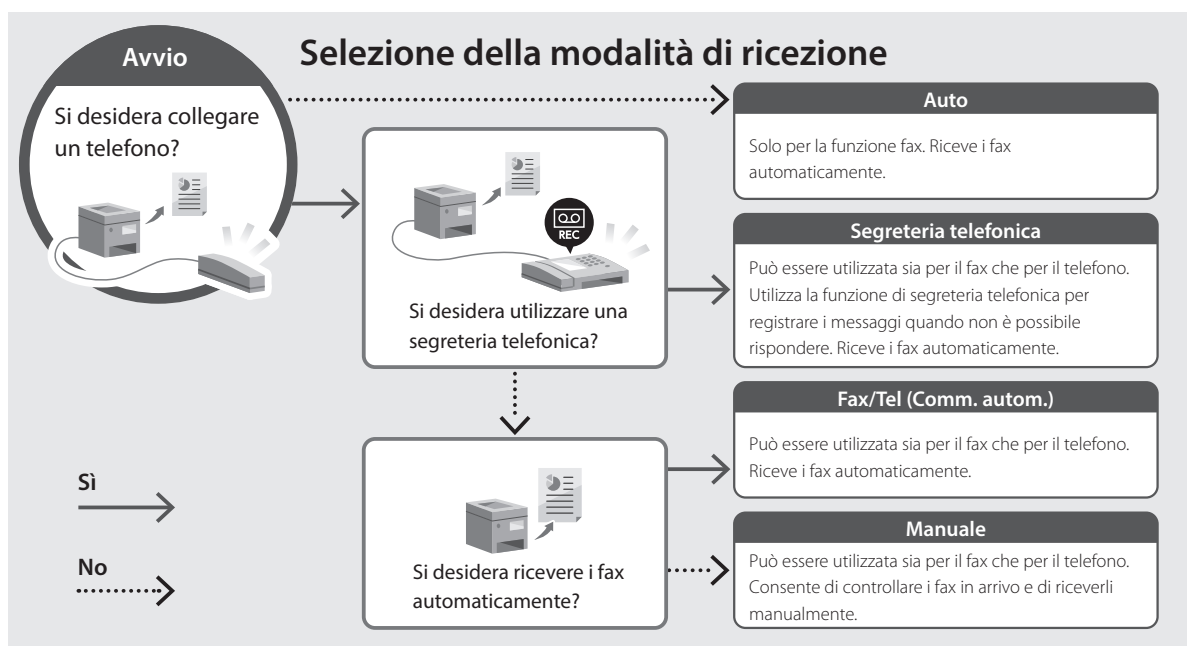 Selezione della modalità di ricezione
Avvio
Si desidera collegare
un telefono?
REC
Si desidera utilizzare una
segreteria telefonica?
Si desidera ricevere i fax
automaticamente?
Sì
No
Auto
Solo per la funzione fax. Riceve i fax
automaticamente.
Segreteria telefonica
Può essere utilizzata sia per il fax che per il telefono.
Utilizza la funzione di segreteria telefonica per
registrare i messaggi quando non è possibile
rispondere. Riceve i fax automaticamente.
Fax/Tel (Comm. autom.)
Può essere utilizzata sia per il fax che per il telefono.
Riceve i fax automaticamente.
Manuale
Può essere utilizzata sia per il fax che per il telefono.
Consente di controllare i fax in arrivo e di riceverli
manualmente.